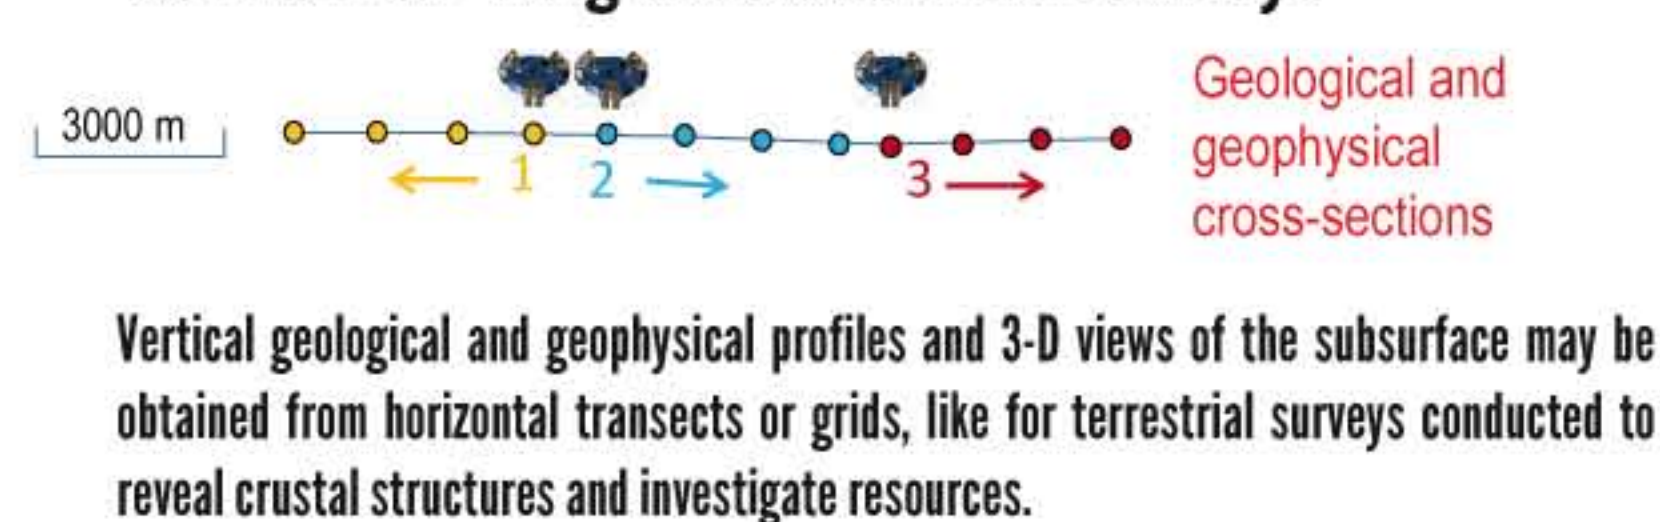 3000 m
1
2
3
Geological and
geophysical
cross-sections
Vertical geological and geophysical profiles and 3-D views of the subsurface may be
obtained from horizontal transects or grids, like for terrestrial surveys conducted to
reveal crustal structures and investigate resources.